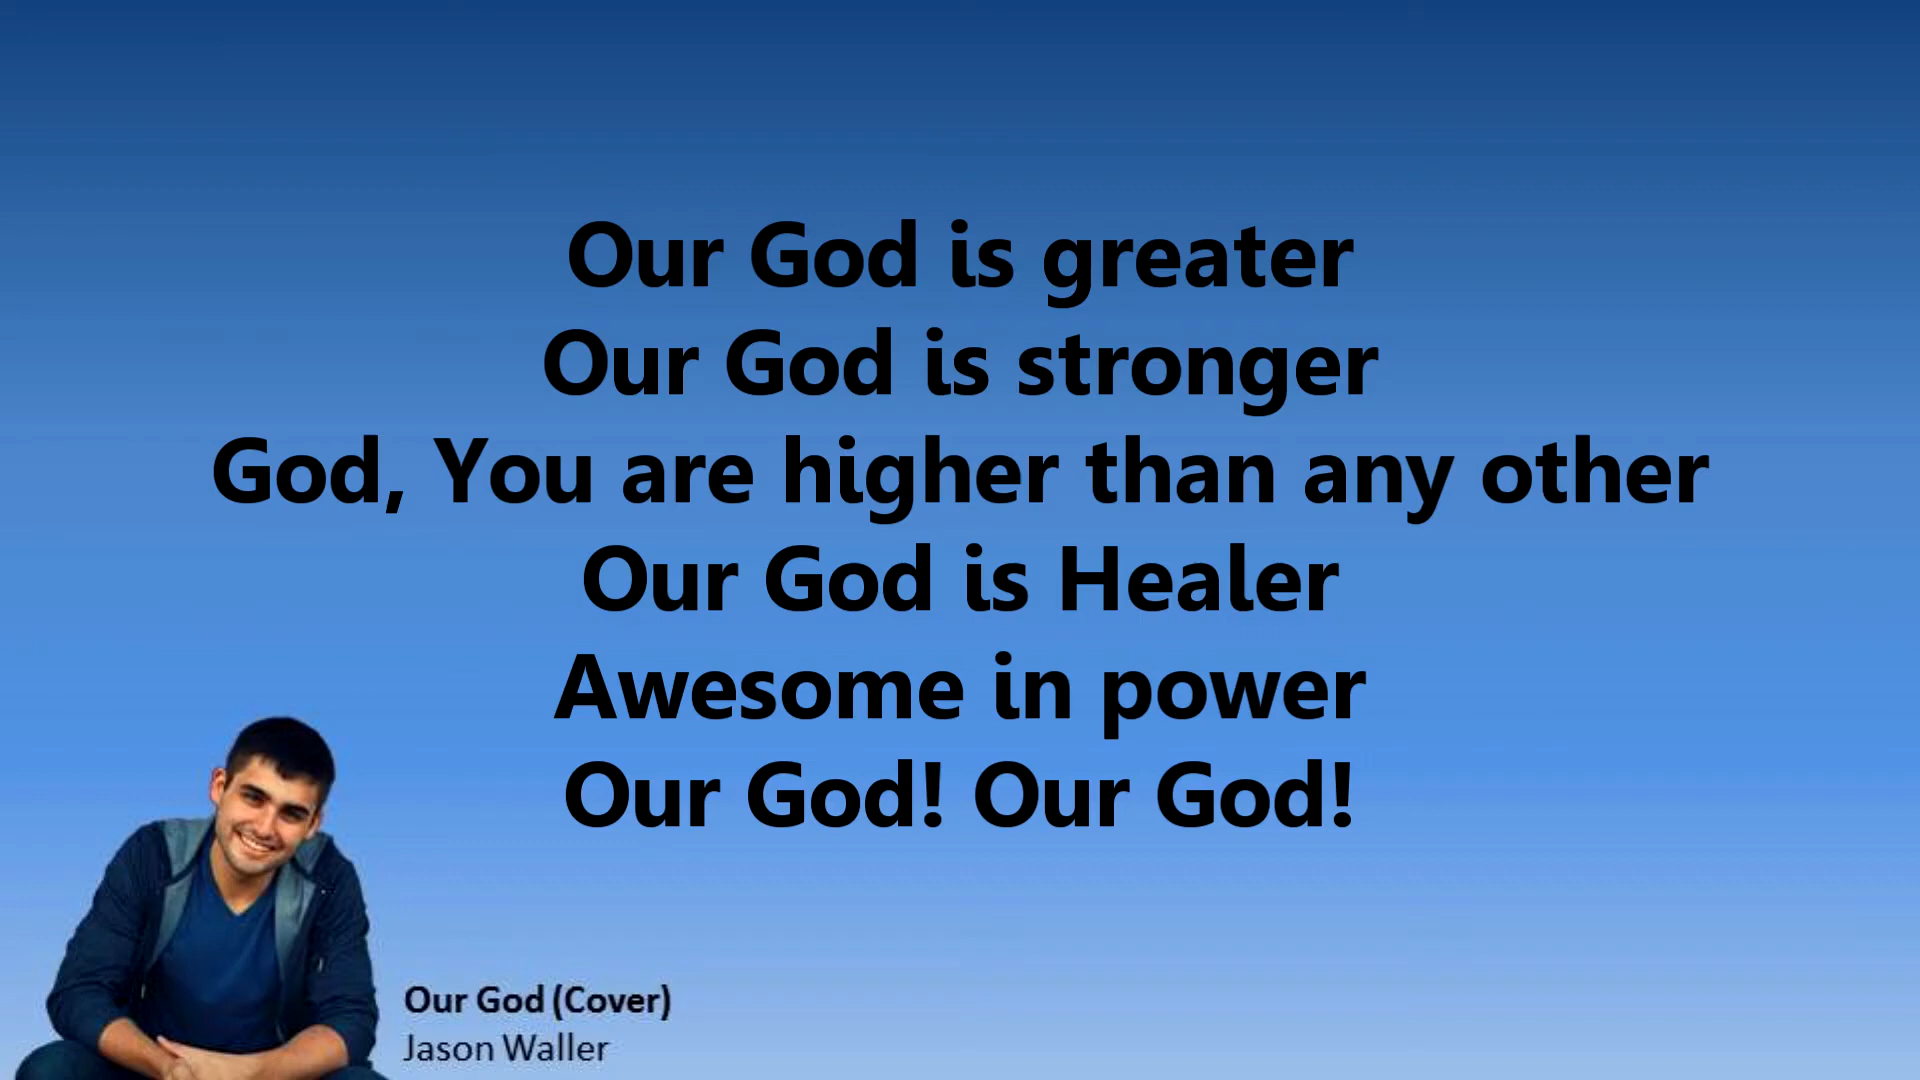 Our God is greater
Our God is stronger
God, You are higher than any other
Our God is Healer
Awesome in power
Our God! Our God!
Our God (Cover)
Jason Waller